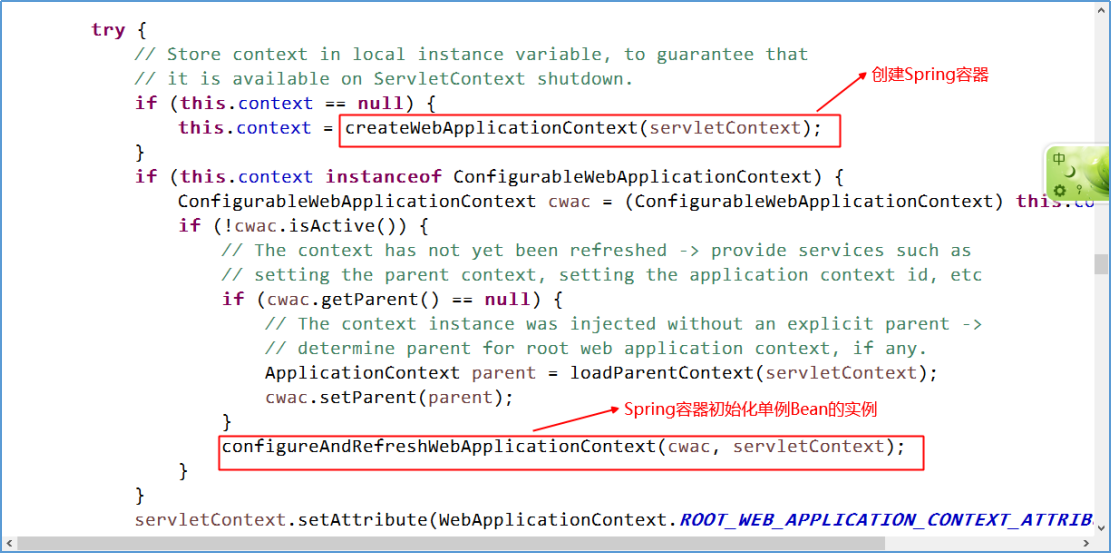 try {
// Store context in local instance variable, to guarantee that
// it is available on ServletContext shutdown.
创建Spring容器
if (this.context == null) {
this.context = createWebApplicationContext(servletContext);
}
if (this.context instanceof ConfigurableWebApplicationContext) {
ConfigurableWebApplicationContext cwac = (ConfigurableWebApplicationContext) this.co
if (!cwac.isActive()) {
// The context has not yet been refreshed -> provide services such as
// setting the parent context, setting the application context id, etc
if (cwac.getParent() == null) {
// The context instance was injected without an explicit parent ->
// determine parent for root web application context, if any.
ApplicationContext parent = loadParentContext(servletContext);
cwac.setParent(parent);
Spring容器初始化单例Bean的实例
}
configureAndRefreshWebApplicationContext(cwac, servletContext);
}
}
servletContext.setAttribute(WebApplicationContext.ROOT_WEB_APPLICATION_CONTEXT_ATTRIB
中